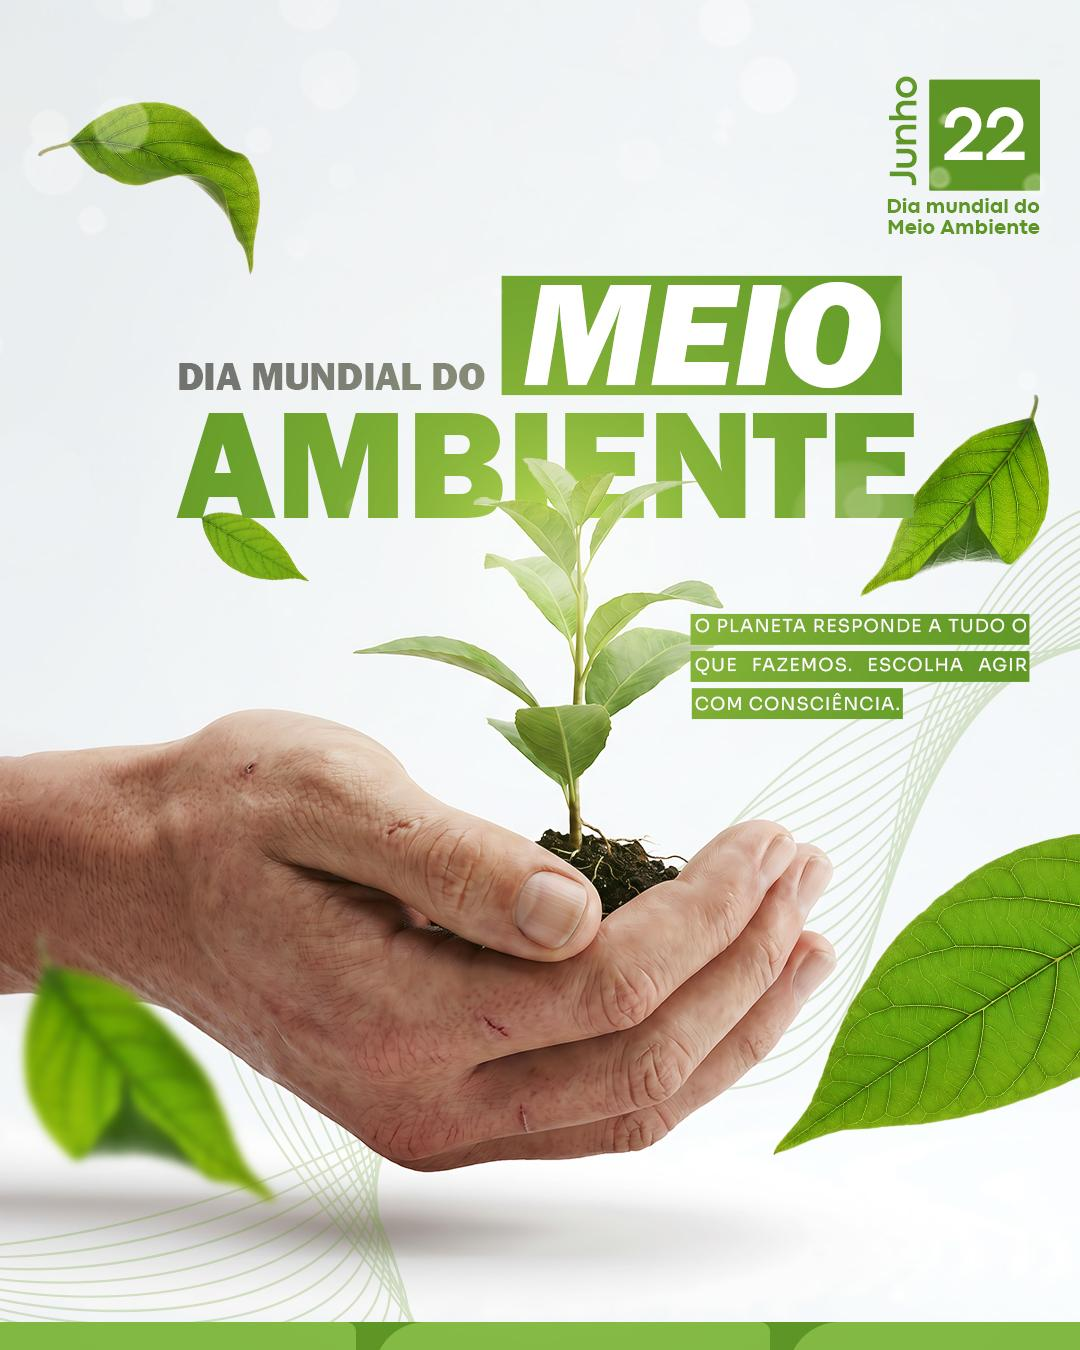 Junho
22
Dia mundial do
Meio Ambiente
DIA MUNDIAL DO MEIO
AMBIENTE
O PLANETA RESPONDE A TUDO O
QUE FAZEMOS. ESCOLHA AGIR
COM CONSCIÊNCIA.